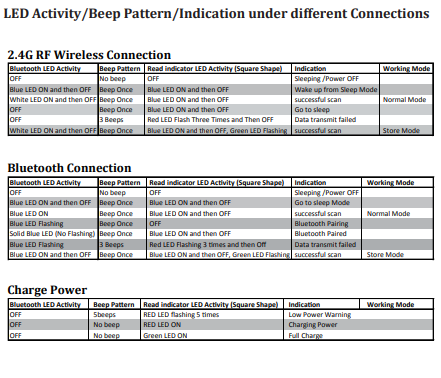 LED Activity/Beep Pattern/Indication under different Connections
2.4G RF Wireless Connection
Bluetooth LED Activity Beep Pattern Read indicator LED Activity (Square Shape) Indication Working Mode
OFF No beep OFF Sleeping /Power OFF
Blue LED ON and then OFF Beep Once Blue LED ON and then OFF Wake up from Sleep Mode
White LED ON and then OFF Beep Once Blue LED ON and then OFF successful scan Normal Mode
OFF Beep Once Blue LED ON and then OFF Go to sleep
OFF 3 Beeps Red LED Flash Three Times and Then OFF Data transmit failed
White LED ON and then OFF Beep Once Blue LED ON and then OFF, Green LED Flashing successful scan Store Mode
Bluetooth Connection
Bluetooth LED Activity Beep Pattern Read indicator LED Activity (Square Shape) Indication Working Mode
OFF No beep OFF Sleeping /Power OFF
Blue LED ON and then OFF Beep Once Blue LED ON and then OFF Go to sleep Mode
Blue LED ON Beep Once Blue LED ON and then OFF successful scan Normal Mode
Blue LED Flashing Beep Once OFF Bluetooth Pairing
Solid Blue LED (No Flashing) Beep Once Blue LED ON and then OFF Bluetooth Paired
Blue LED Flashing 3 Beeps Red LED Flashing 3 times and then Off Data transmit failed
Blue LED ON and then OFF Beep Once Blue LED ON and then OFF, Green LED Flashing successful scan Store Mode
Charge Power
Bluetooth LED Activity Beep Pattern Read indicator LED Activity (Square Shape) Indication Working Mode
OFF 5beeps RED LED flashing 5 times Low Power Warning
OFF No beep RED LED ON Charging Power
OFF No beep Green LED ON Full Charge